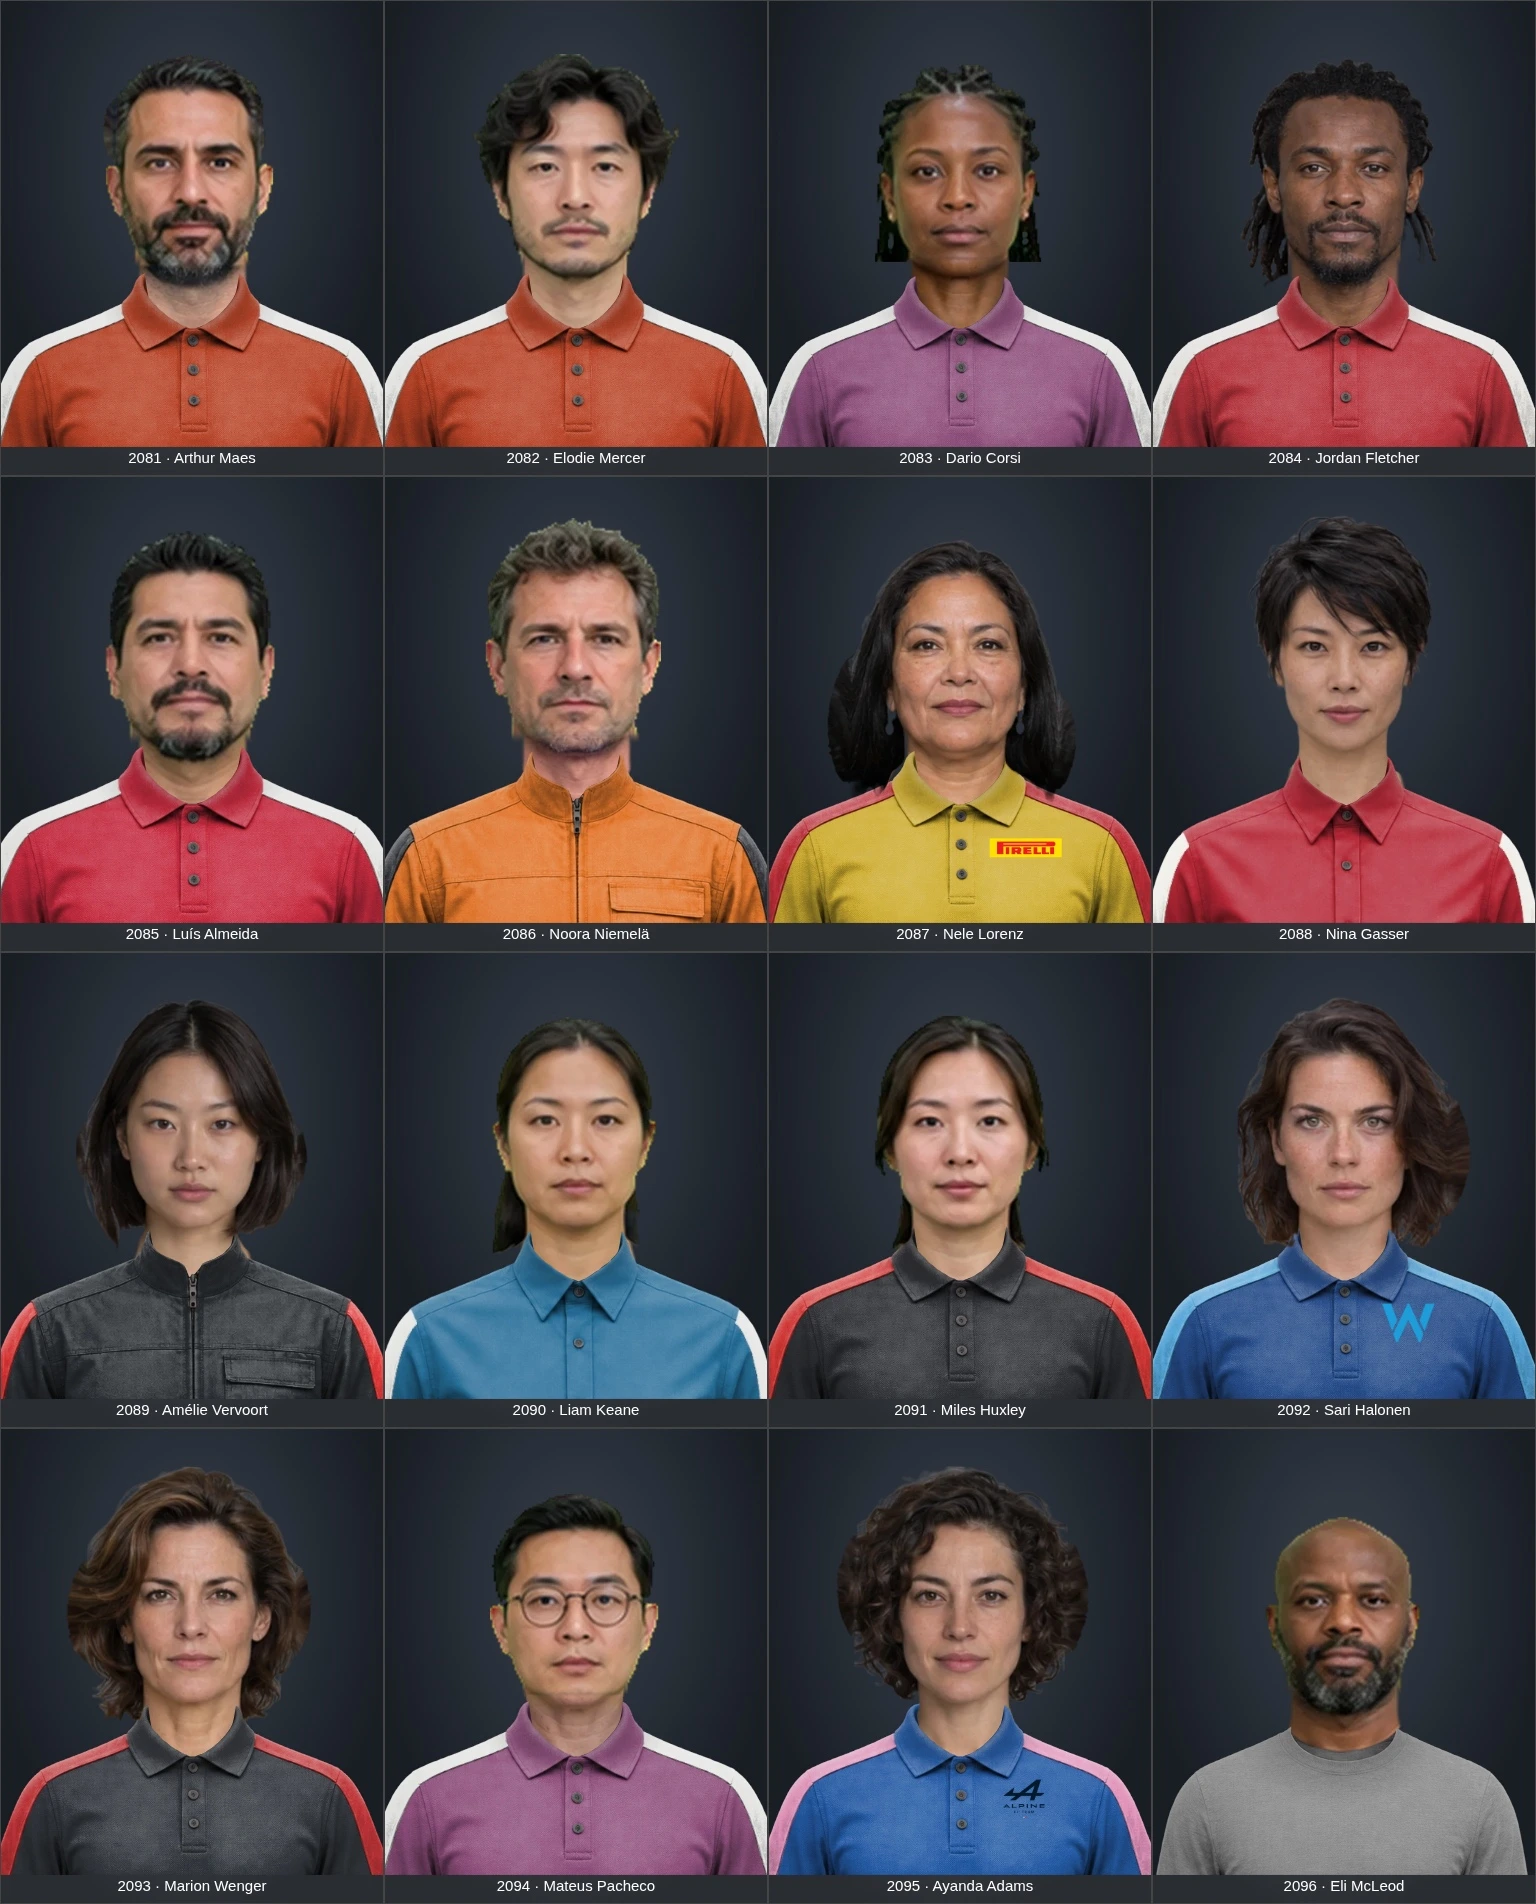 2081 · Arthur Maes
2082 · Elodie Mercer
2083 · Dario Corsi
2084 · Jordan Fletcher
PIRELLI
2085 · Luís Almeida
2086 · Noora Niemelä
2087 · Nele Lorenz
2088 · Nina Gasser
W
2089 · Amélie Vervoort
2090 · Liam Keane
2091 · Miles Huxley
2092 · Sari Halonen
A
ALPINE
F1 TEAM
2093 · Marion Wenger
2094 · Mateus Pacheco
2095 · Ayanda Adams
2096 · Eli McLeod